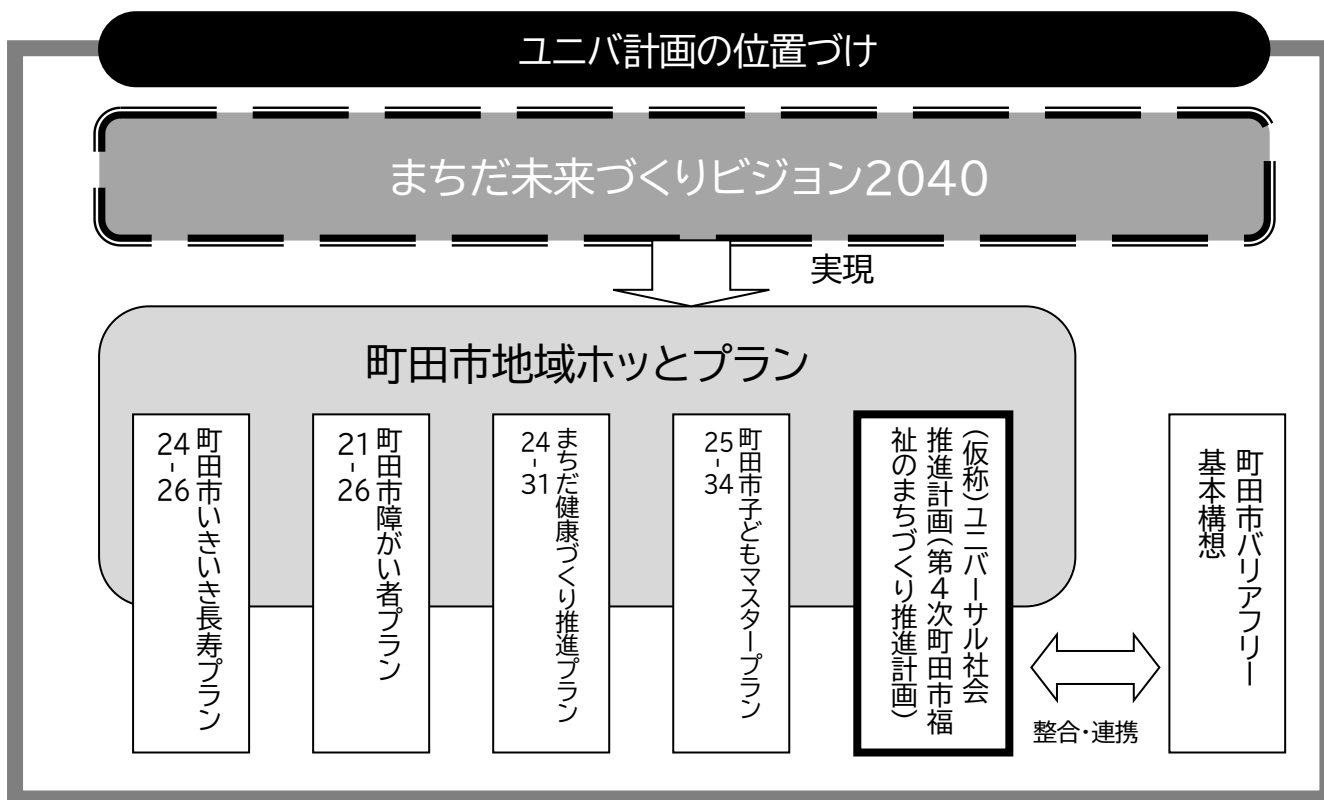 ユニバ計画の位置づけ
まちだ未来づくりビジョン2040
実現
町田市地域ホッとプラン
町田市いきいき長寿プラン
24-26
町田市障がい者プラン
21-26
まちだ健康づくり推進プラン
24-31
町田市子どもマスタープラン
25-34
(仮称)ユニバーサル社会
推進計画(第4次町田市福
祉のまちづくり推進計画)
整合・連携
町田市バリアフリー
基本構想